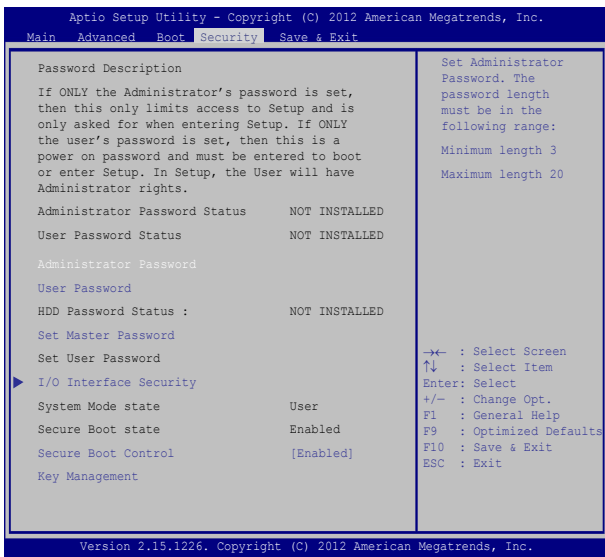 Aptio Setup Utility - Copyright (C) 2012 American Megatrends, Inc.
Main Advanced Boot Security Save & Exit
Password Description
If ONLY the Administrator's password is set,
then this only limits access to Setup and is
only asked for when entering Setup. If ONLY
the user's password is set, then this is a
power on password and must be entered to boot
or enter Setup. In Setup, the User will have
Administrator rights.
Administrator Password Status NOT INSTALLED
User Password Status NOT INSTALLED
Administrator Password
User Password
HDD Password Status : NOT INSTALLED
Set Master Password
Set User Password
I/O Interface Security
System Mode state User
Secure Boot state Enabled
Secure Boot Control [Enabled]
Key Management
Set Administrator
Password. The
password length
must be in the
following range:
Minimum length 3
Maximum length 20
→← : Select Screen
↑↓ : Select Item
Enter: Select
+/— : Change Opt.
F1 : General Help
F9 : Optimized Defaults
F10 : Save & Exit
ESC : Exit
Version 2.15.1226. Copyright (C) 2012 American Megatrends, Inc.